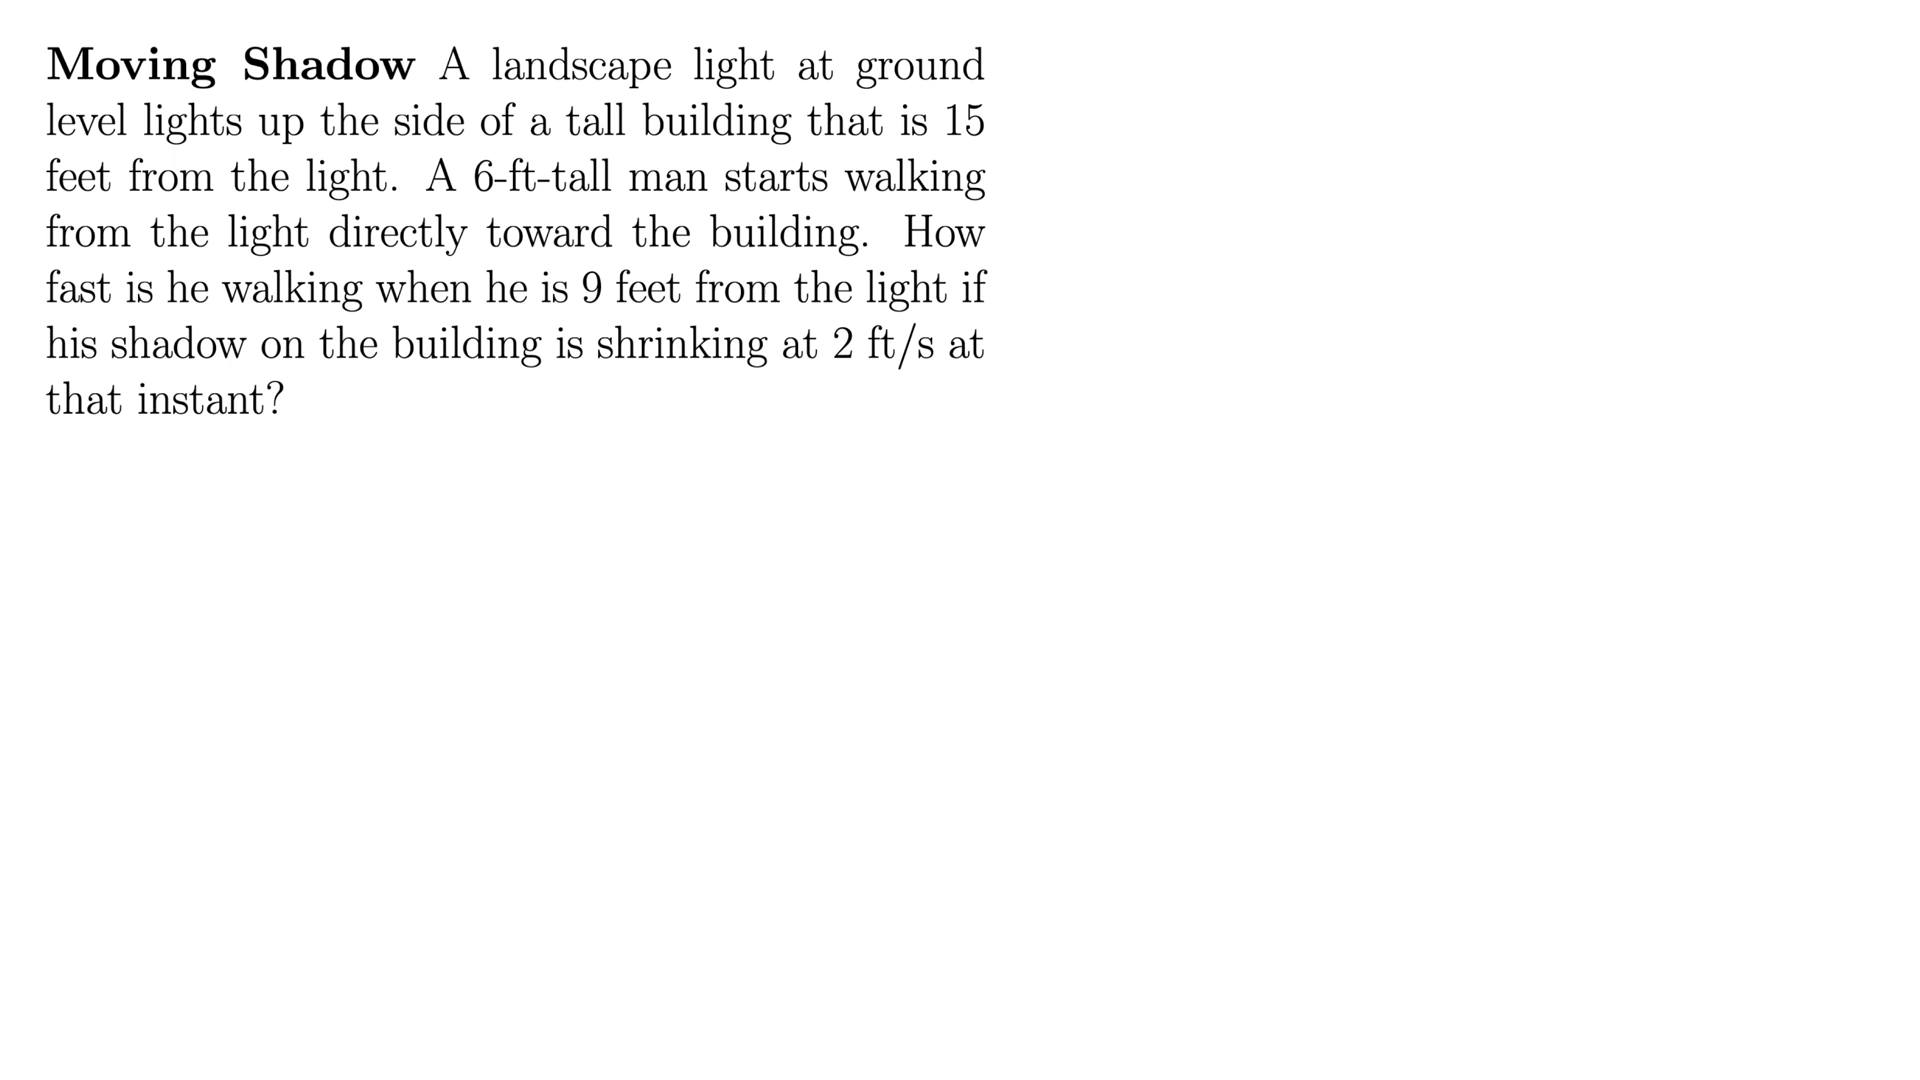 Moving Shadow A landscape light at ground
level lights up the side of a tall building that is 15
feet from the light. A 6-ft-tall man starts walking
from the light directly toward the building. How
fast is he walking when he is 9 feet from the light if
his shadow on the building is shrinking at 2 ft/s at
that instant?